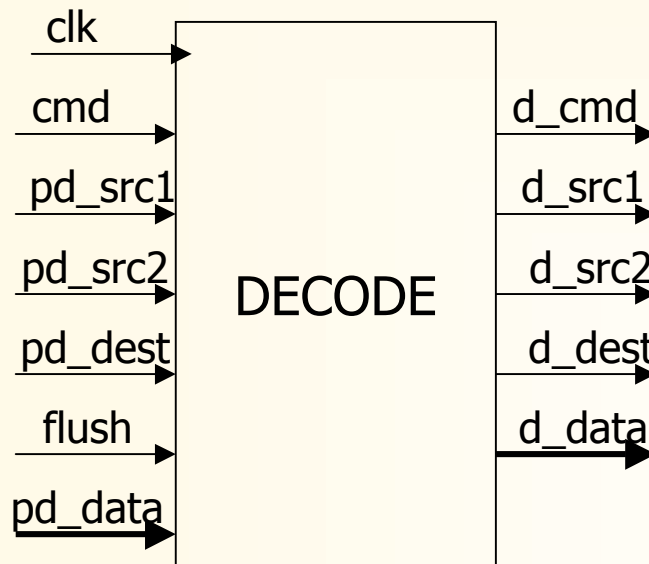 clk
cmd
pd_src1
pd_src2
pd_dest
flush
pd_data
DECODE
d_cmd
d_src1
d_src2
d_dest
d_data